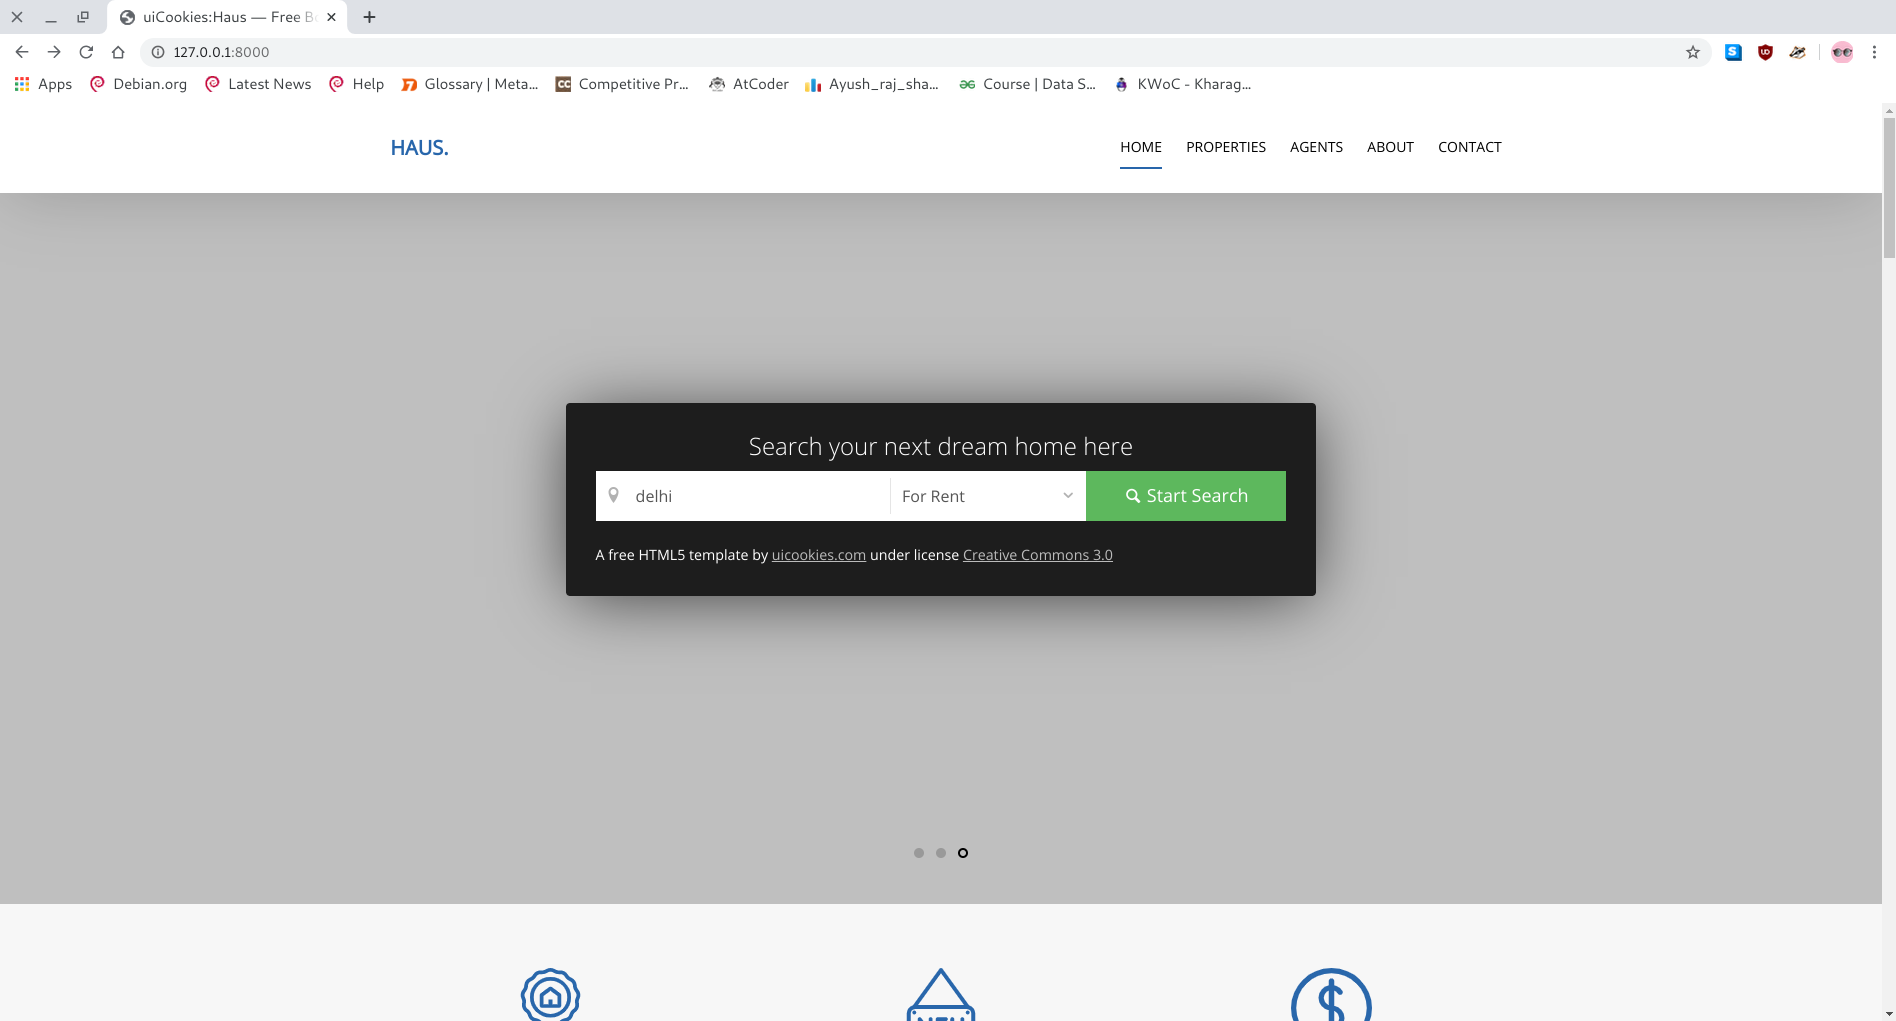 uiCookies:Haus — Free B
127.0.0.1:8000
Apps Debian.org Latest News Help Glossary | Meta... Competitive Pr... AtCoder Ayush_raj_sha... Course | Data S... KWoC - Kharag...
HAUS. HOME PROPERTIES AGENTS ABOUT CONTACT
Search your next dream home here
delhi For Rent Start Search
A free HTML5 template by uicookies.com under license Creative Commons 3.0